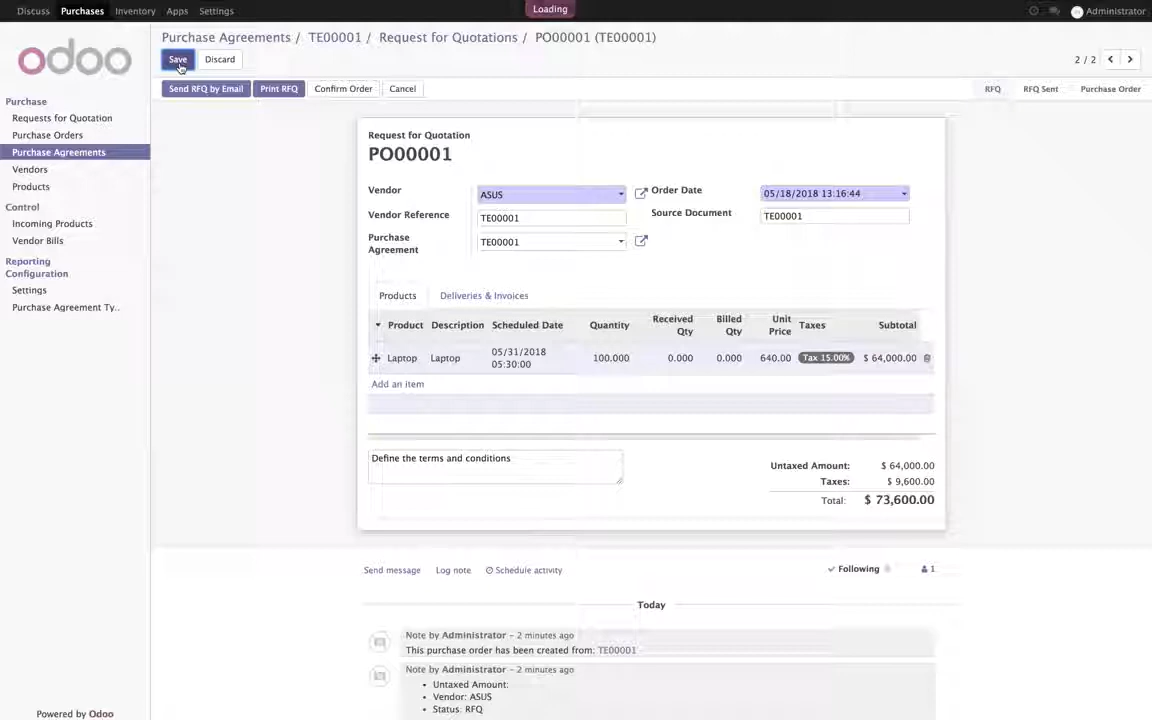 Discuss Purchases Inventory Apps Settings
Loading
Administrator
odoo
Purchase Agreements / TE00001 / Request for Quotations / PO00001 (TE00001)
Save Discard
2 / 2
Send RFQ by Email Print RFQ Confirm Order Cancel
RFQ RFQ Sent Purchase Order
Purchase
Requests for Quotation
Purchase Orders
Purchase Agreements
Vendors
Products
Control
Incoming Products
Vendor Bills
Reporting
Configuration
Settings
Purchase Agreement Ty..
Powered by Odoo
Request for Quotation
PO00001
Vendor ASUS Order Date 05/18/2018 13:16:44
Vendor Reference TE00001 Source Document TE00001
Purchase Agreement TE00001
Products Deliveries & Invoices
Product Description Scheduled Date Quantity Received Qty Billed Qty Unit Price Taxes Subtotal
Laptop Laptop 05/31/2018 05:30:00 100.000 0.000 0.000 640.00 Tax 15.00% $ 64,000.00
Add an item
Define the terms and conditions
Untaxed Amount: $ 64,000.00
Taxes: $ 9,600.00
Total: $ 73,600.00
Send message Log note Schedule activity
Following 1
Today
Note by Administrator – 2 minutes ago
This purchase order has been created from: TE00001
Note by Administrator – 2 minutes ago
• Untaxed Amount:
• Vendor: ASUS
• Status: RFQ